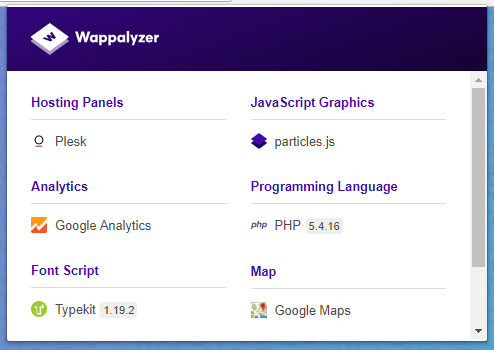 Wappalyzer
Hosting Panels
Plesk
Analytics
Google Analytics
Font Script
Typekit 1.19.2
JavaScript Graphics
particles.js
Programming Language
php PHP 5.4.16
Map
Google Maps